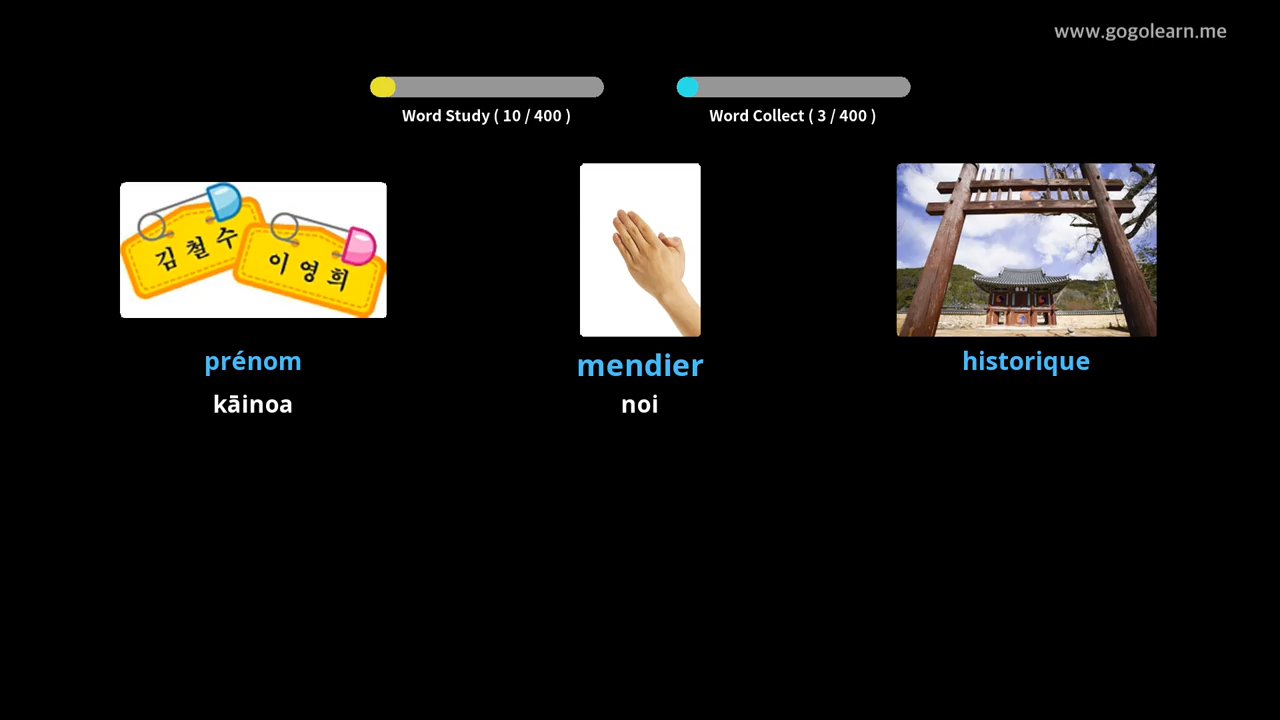 www.gogolearn.me
Word Study ( 10 / 400 )
Word Collect ( 3 / 400 )
김철수
이영희
prénom
mendier
historique
kāinoa
noi